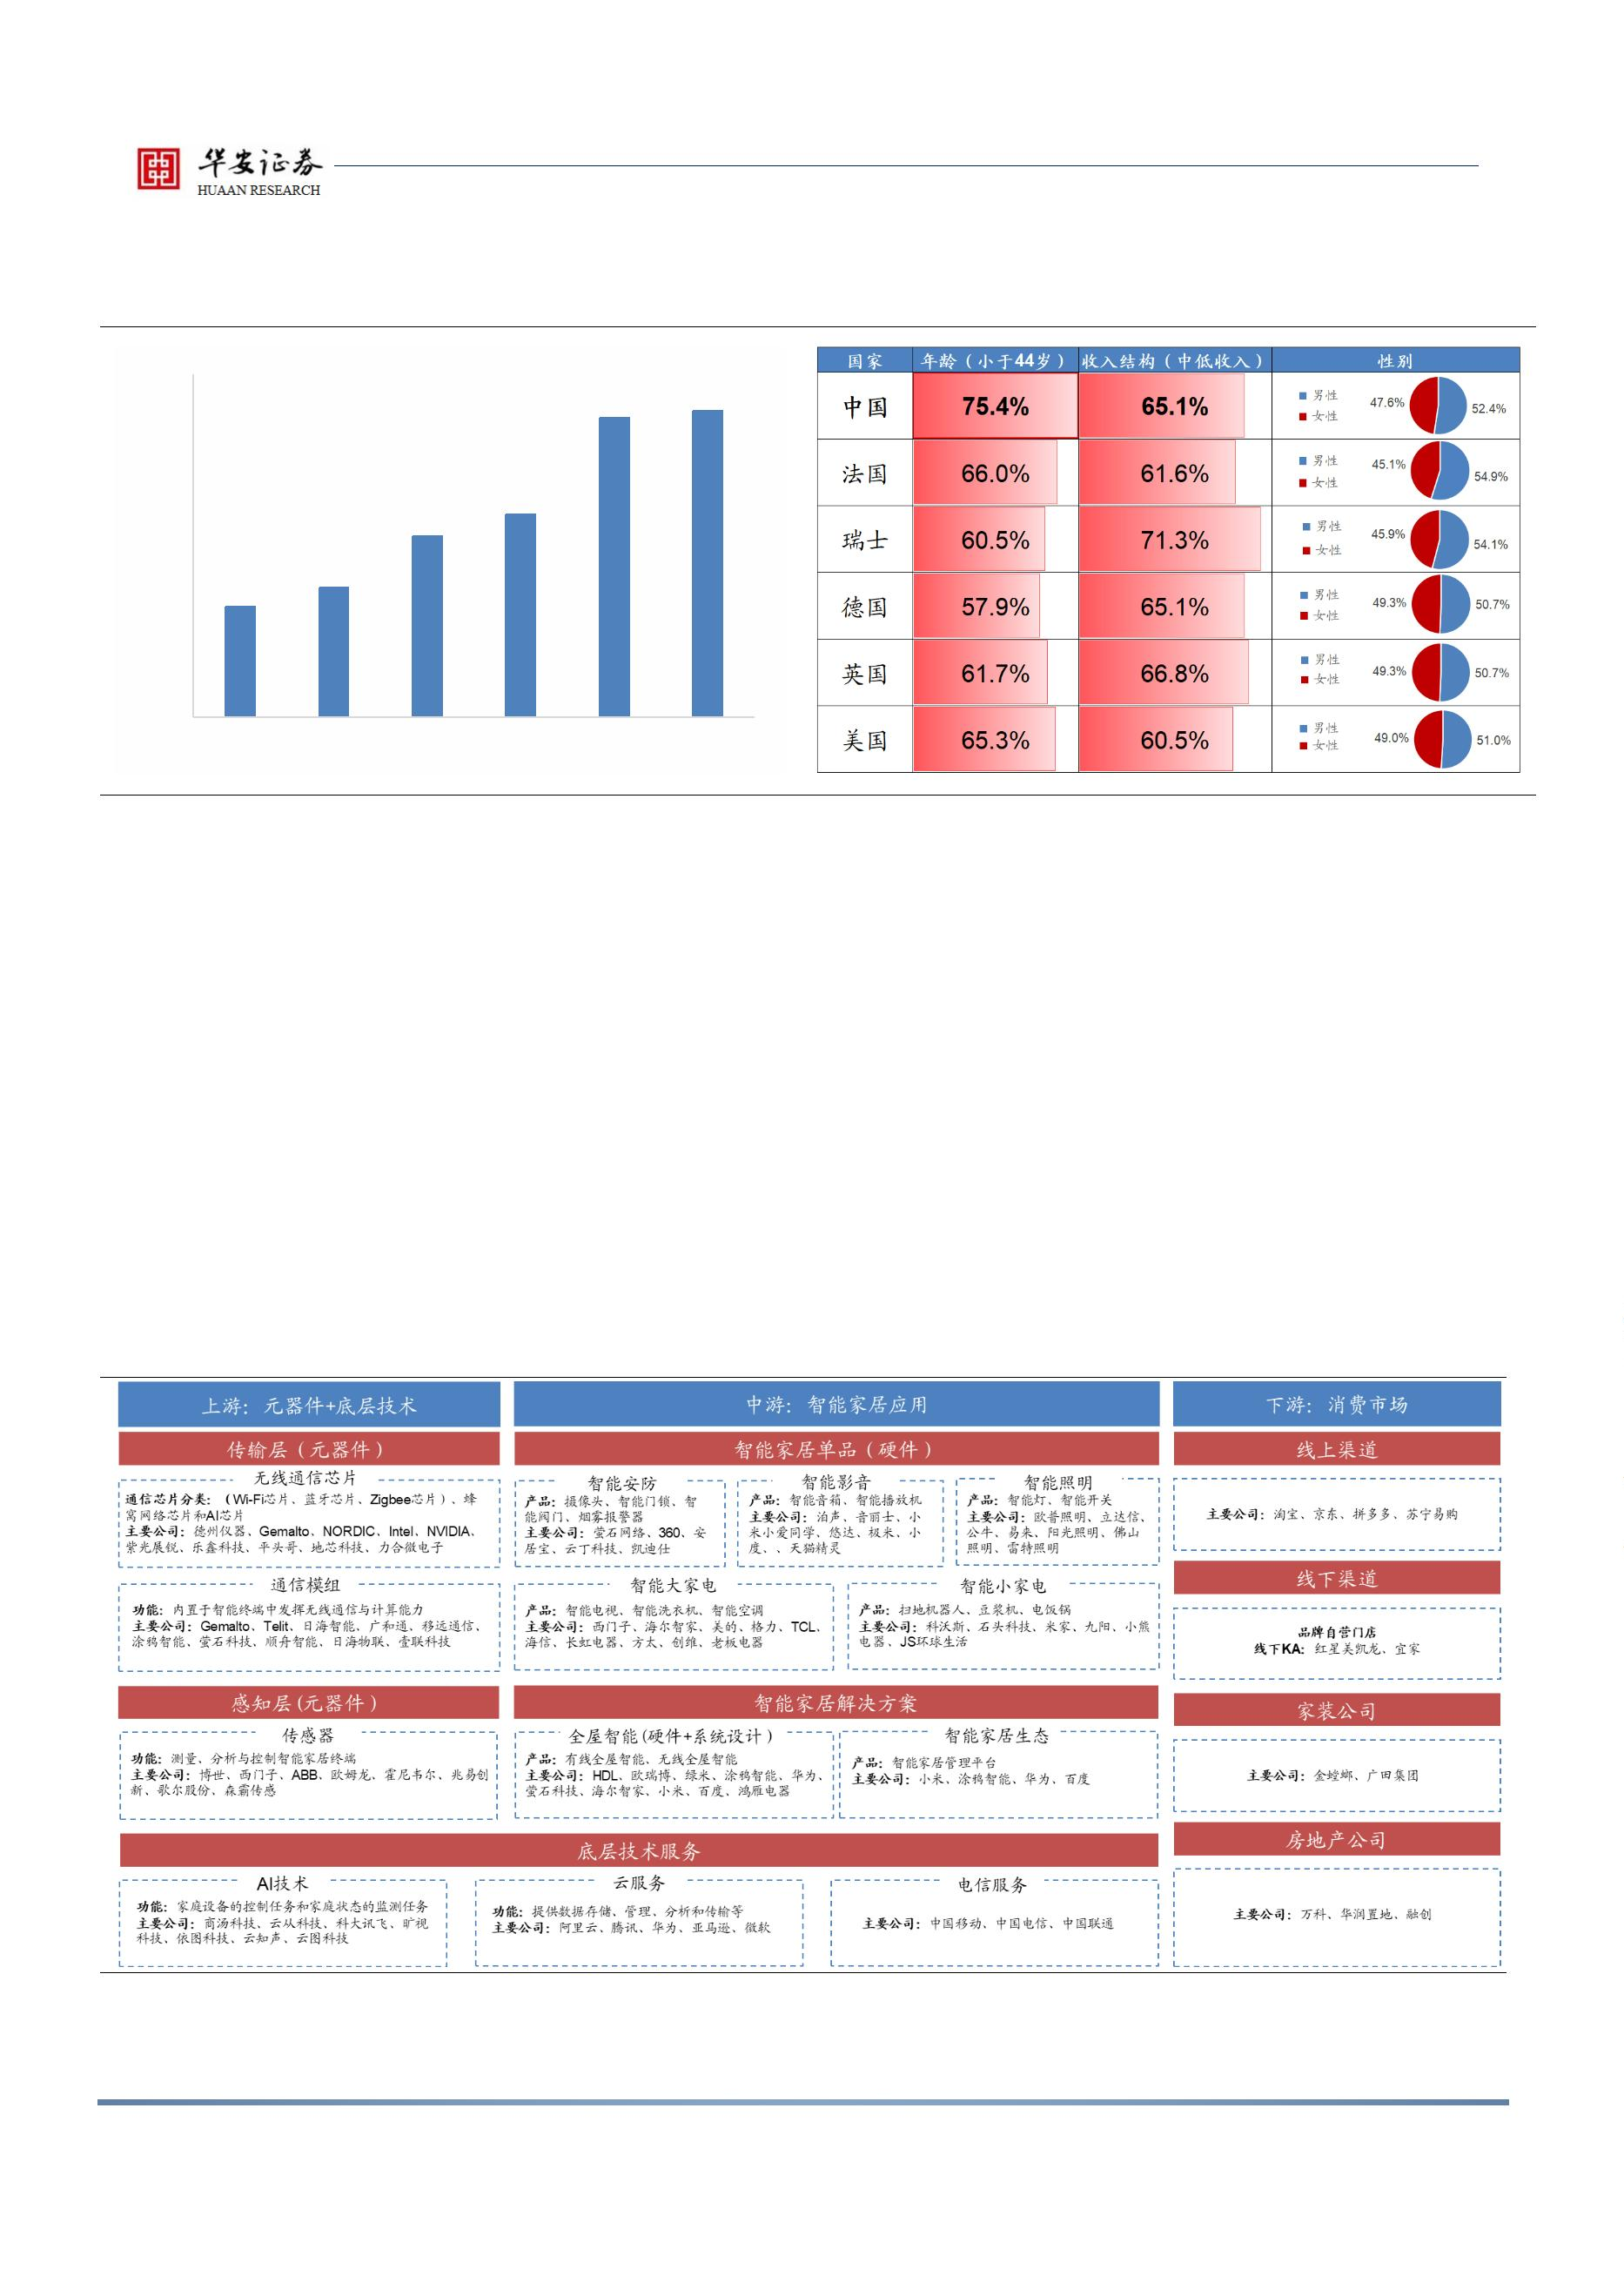 华安证券
HUAAN RESEARCH
国家 年龄（小于44岁） 收入结构（中低收入） 性别
中国 75.4% 65.1% 男性 女性 47.6% 52.4%
法国 66.0% 61.6% 男性 女性 45.1% 54.9%
瑞士 60.5% 71.3% 男性 女性 45.9% 54.1%
德国 57.9% 65.1% 男性 女性 49.3% 50.7%
英国 61.7% 66.8% 男性 女性 49.3% 50.7%
美国 65.3% 60.5% 男性 女性 49.0% 51.0%
上游：元器件+底层技术
传输层（元器件）
无线通信芯片
通信芯片分类：（Wi-Fi芯片、蓝牙芯片、Zigbee芯片）、蜂
窝网络芯片和AI芯片
主要公司：德州仪器、Gemalto、NORDIC、Intel、NVIDIA、
紫光展锐、乐鑫科技、平头哥、地芯科技、力合微电子
通信模组
功能：内置于智能终端中发挥无线通信与计算能力
主要公司：Gemalto、Telit、日海智能、广和通、移远通信、
涂鸦智能、萤石科技、顺舟智能、日海物联、壹联科技
感知层(元器件）
传感器
功能：测量、分析与控制智能家居终端
主要公司：博世、西门子、ABB、欧姆龙、霍尼韦尔、兆易创
新、歌尔股份、森霸传感
中游：智能家居应用
智能家居单品（硬件）
智能安防
产品：摄像头、智能门锁、智
能阀门、烟雾报警器
主要公司：萤石网络、360、安
居宝、云丁科技、凯迪仕
智能影音
产品：智能音箱、智能播放机
主要公司：泊声、音丽士、小
米小爱同学、悠达、极米、小
度、、天猫精灵
智能照明
产品：智能灯、智能开关
主要公司：欧普照明、立达信、
公牛、易来、阳光照明、佛山
照明、雷特照明
智能大家电
产品：智能电视、智能洗衣机、智能空调
主要公司：西门子、海尔智家、美的、格力、TCL、
海信、长虹电器、方太、创维、老板电器
智能小家电
产品：扫地机器人、豆浆机、电饭锅
主要公司：科沃斯、石头科技、米家、九阳、小熊
电器、JS环球生活
智能家居解决方案
全屋智能(硬件+系统设计）
产品：有线全屋智能、无线全屋智能
主要公司：HDL、欧瑞博、绿米、涂鸦智能、华为、
萤石科技、海尔智家、小米、百度、鸿雁电器
智能家居生态
产品：智能家居管理平台
主要公司：小米、涂鸦智能、华为、百度
底层技术服务
AI技术
功能：家庭设备的控制任务和家庭状态的监测任务
主要公司：商汤科技、云从科技、科大讯飞、旷视
科技、依图科技、云知声、云图科技
云服务
功能：提供数据存储、管理、分析和传输等
主要公司：阿里云、腾讯、华为、亚马逊、微软
电信服务
主要公司：中国移动、中国电信、中国联通
下游：消费市场
线上渠道
主要公司：淘宝、京东、拼多多、苏宁易购
线下渠道
品牌自营门店
线下KA：红星美凯龙、宜家
家装公司
主要公司：金螳螂、广田集团
房地产公司
主要公司：万科、华润置地、融创